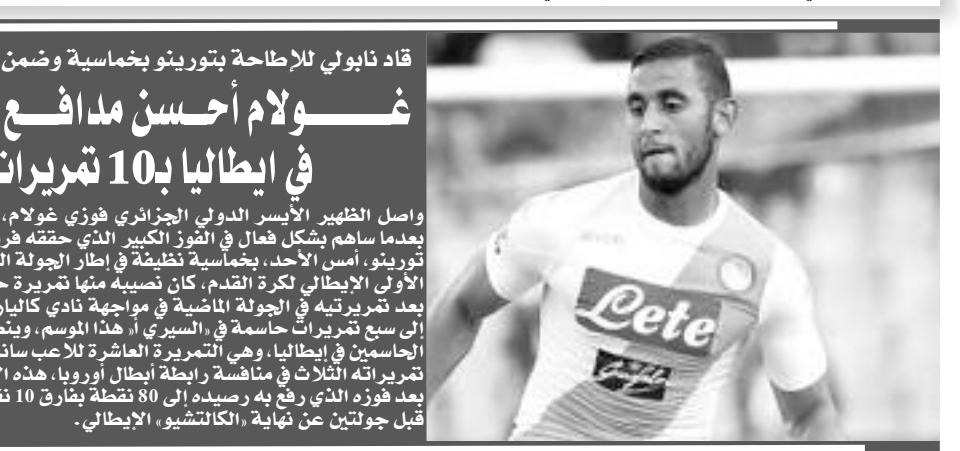 قاد نابولي للإطاحة بتورينو بخماسية وضمن
غـــولام أحـسن مدافـع
في ايطاليا بـ10 تمريرات
واصل الظهير الأيسر الدولي الجزائري فوزي غولام،
بعدما ساهم بشكل فعال في الفوز الكبير الذي حققه
تورينو، أمس الأحد، بخماسية نظيفة في إطار الجولة
الأولى الإيطالي لكرة القدم، كان نصيبه منها تمريرة
بعد تمريرتيه في الجولة الماضية في مواجهة نادي
إلى سبع تمريرات حاسمة في «السيري أ» هذا الموسم،
الحاسمين في إيطاليا، وهي التمريرة العاشرة للاعب
تمريراته الثلاث في منافسة رابطة أبطال أوروبا، هذه
بعد فوزه الذي رفع به رصيده إلى 80 نقطة بفارق 10
قبل جولتين عن نهاية «الكالتشيو» الإيطالي.
Lete